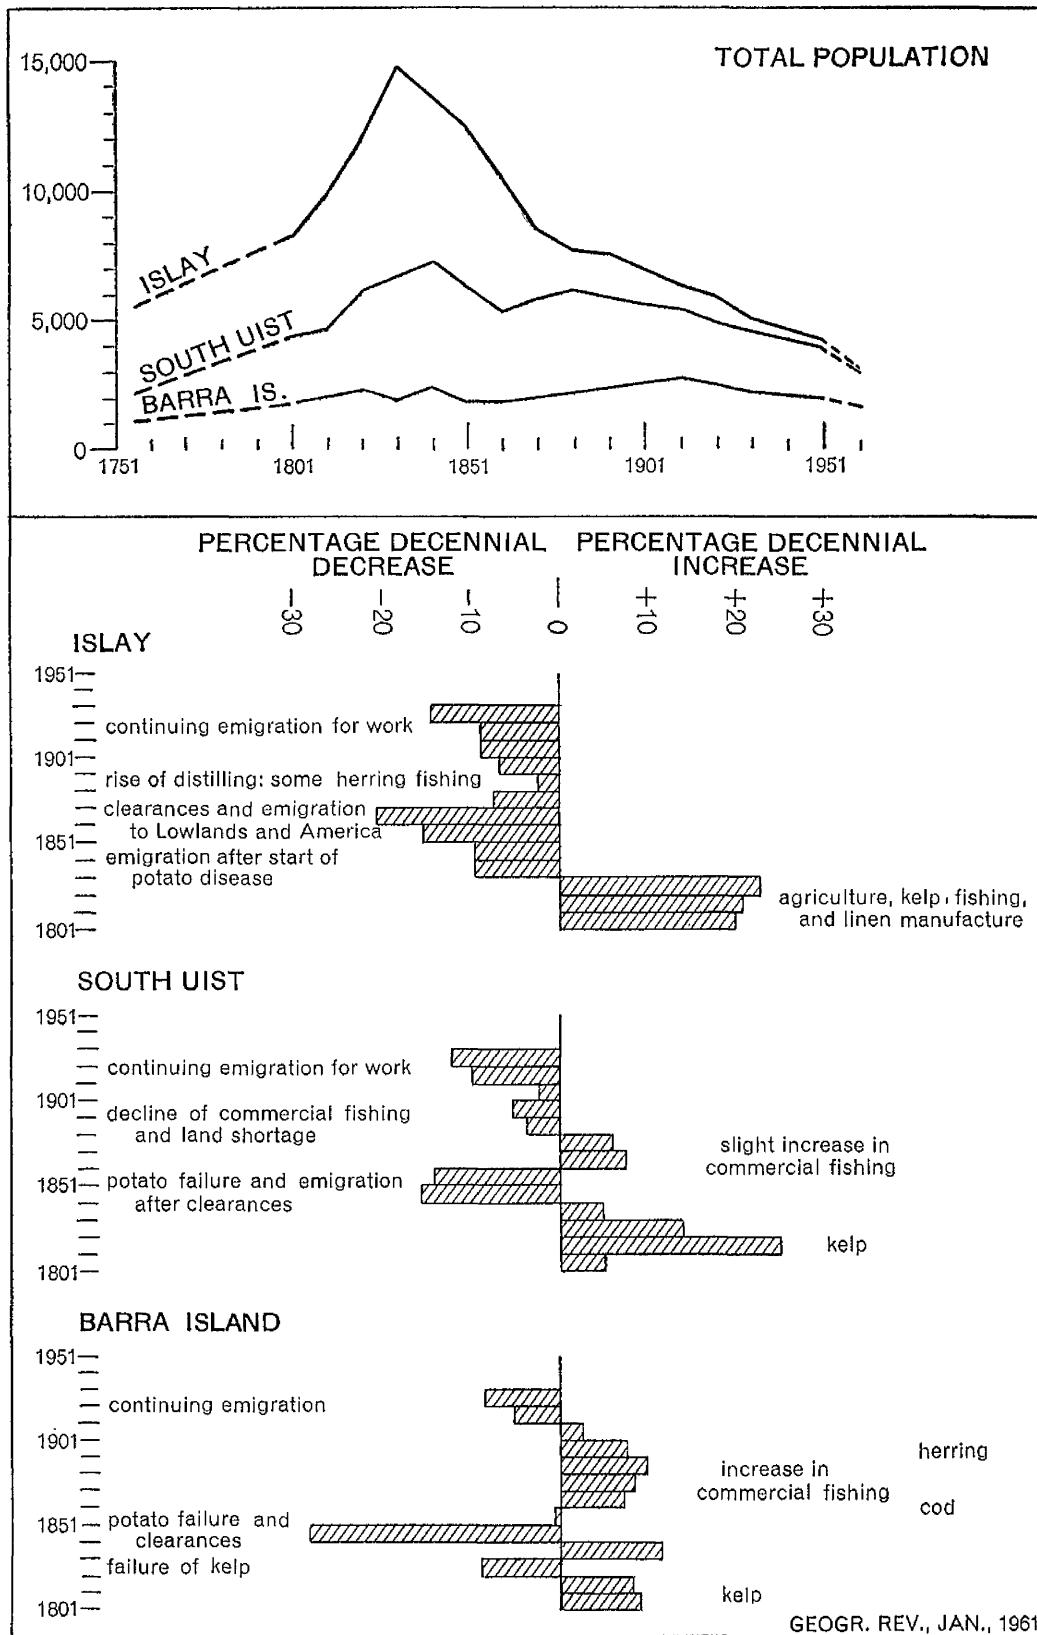 TOTAL POPULATION
15,000
10,000
5,000
0
ISLAY
SOUTH UIST
BARRA IS.
1751 1801 1851 1901 1951
PERCENTAGE DECENNIAL
DECREASE
PERCENTAGE DECENNIAL
INCREASE
-30 -20 -10 0 +10 +20 +30
ISLAY
1951
continuing emigration for work
1901
rise of distilling: some herring fishing
clearances and emigration
to Lowlands and America
1851
emigration after start of
potato disease
agriculture, kelp, fishing,
and linen manufacture
1801
SOUTH UIST
1951
continuing emigration for work
1901
decline of commercial fishing
and land shortage
slight increase in
commercial fishing
1851
potato failure and emigration
after clearances
kelp
1801
BARRA ISLAND
1951
continuing emigration
1901
herring
increase in
commercial fishing
cod
1851
potato failure and
clearances
failure of kelp
kelp
1801
GEOGR. REV., JAN., 1961